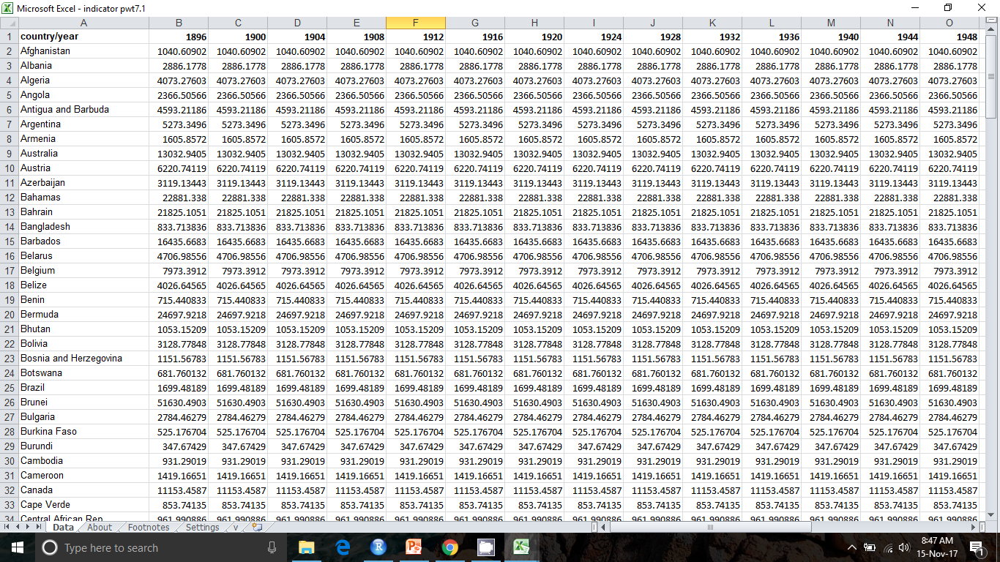 Microsoft Excel - indicator pwt7.1
A B C D E F G H I J K L M N O
1 country/year 1896 1900 1904 1908 1912 1916 1920 1924 1928 1932 1936 1940 1944 1948
2 Afghanistan 1040.60902 1040.60902 1040.60902 1040.60902 1040.60902 1040.60902 1040.60902 1040.60902 1040.60902 1040.60902 1040.60902 1040.60902 1040.60902 1040.60902
3 Albania 2886.1778 2886.1778 2886.1778 2886.1778 2886.1778 2886.1778 2886.1778 2886.1778 2886.1778 2886.1778 2886.1778 2886.1778 2886.1778 2886.1778
4 Algeria 4073.27603 4073.27603 4073.27603 4073.27603 4073.27603 4073.27603 4073.27603 4073.27603 4073.27603 4073.27603 4073.27603 4073.27603 4073.27603 4073.27603
5 Angola 2366.50566 2366.50566 2366.50566 2366.50566 2366.50566 2366.50566 2366.50566 2366.50566 2366.50566 2366.50566 2366.50566 2366.50566 2366.50566 2366.50566
6 Antigua and Barbuda 4593.21186 4593.21186 4593.21186 4593.21186 4593.21186 4593.21186 4593.21186 4593.21186 4593.21186 4593.21186 4593.21186 4593.21186 4593.21186 4593.21186
7 Argentina 5273.3496 5273.3496 5273.3496 5273.3496 5273.3496 5273.3496 5273.3496 5273.3496 5273.3496 5273.3496 5273.3496 5273.3496 5273.3496 5273.3496
8 Armenia 1605.8572 1605.8572 1605.8572 1605.8572 1605.8572 1605.8572 1605.8572 1605.8572 1605.8572 1605.8572 1605.8572 1605.8572 1605.8572 1605.8572
9 Australia 13032.9405 13032.9405 13032.9405 13032.9405 13032.9405 13032.9405 13032.9405 13032.9405 13032.9405 13032.9405 13032.9405 13032.9405 13032.9405 13032.9405
10 Austria 6220.74119 6220.74119 6220.74119 6220.74119 6220.74119 6220.74119 6220.74119 6220.74119 6220.74119 6220.74119 6220.74119 6220.74119 6220.74119 6220.74119
11 Azerbaijan 3119.13443 3119.13443 3119.13443 3119.13443 3119.13443 3119.13443 3119.13443 3119.13443 3119.13443 3119.13443 3119.13443 3119.13443 3119.13443 3119.13443
12 Bahamas 22881.338 22881.338 22881.338 22881.338 22881.338 22881.338 22881.338 22881.338 22881.338 22881.338 22881.338 22881.338 22881.338 22881.338
13 Bahrain 21825.1051 21825.1051 21825.1051 21825.1051 21825.1051 21825.1051 21825.1051 21825.1051 21825.1051 21825.1051 21825.1051 21825.1051 21825.1051 21825.1051
14 Bangladesh 833.713836 833.713836 833.713836 833.713836 833.713836 833.713836 833.713836 833.713836 833.713836 833.713836 833.713836 833.713836 833.713836 833.713836
15 Barbados 16435.6683 16435.6683 16435.6683 16435.6683 16435.6683 16435.6683 16435.6683 16435.6683 16435.6683 16435.6683 16435.6683 16435.6683 16435.6683 16435.6683
16 Belarus 4706.98556 4706.98556 4706.98556 4706.98556 4706.98556 4706.98556 4706.98556 4706.98556 4706.98556 4706.98556 4706.98556 4706.98556 4706.98556 4706.98556
17 Belgium 7973.3912 7973.3912 7973.3912 7973.3912 7973.3912 7973.3912 7973.3912 7973.3912 7973.3912 7973.3912 7973.3912 7973.3912 7973.3912 7973.3912
18 Belize 4026.64565 4026.64565 4026.64565 4026.64565 4026.64565 4026.64565 4026.64565 4026.64565 4026.64565 4026.64565 4026.64565 4026.64565 4026.64565 4026.64565
19 Benin 715.440833 715.440833 715.440833 715.440833 715.440833 715.440833 715.440833 715.440833 715.440833 715.440833 715.440833 715.440833 715.440833 715.440833
20 Bermuda 24697.9218 24697.9218 24697.9218 24697.9218 24697.9218 24697.9218 24697.9218 24697.9218 24697.9218 24697.9218 24697.9218 24697.9218 24697.9218 24697.9218
21 Bhutan 1053.15209 1053.15209 1053.15209 1053.15209 1053.15209 1053.15209 1053.15209 1053.15209 1053.15209 1053.15209 1053.15209 1053.15209 1053.15209 1053.15209
22 Bolivia 3128.77848 3128.77848 3128.77848 3128.77848 3128.77848 3128.77848 3128.77848 3128.77848 3128.77848 3128.77848 3128.77848 3128.77848 3128.77848 3128.77848
23 Bosnia and Herzegovina 1151.56783 1151.56783 1151.56783 1151.56783 1151.56783 1151.56783 1151.56783 1151.56783 1151.56783 1151.56783 1151.56783 1151.56783 1151.56783 1151.56783
24 Botswana 681.760132 681.760132 681.760132 681.760132 681.760132 681.760132 681.760132 681.760132 681.760132 681.760132 681.760132 681.760132 681.760132 681.760132
25 Brazil 1699.48189 1699.48189 1699.48189 1699.48189 1699.48189 1699.48189 1699.48189 1699.48189 1699.48189 1699.48189 1699.48189 1699.48189 1699.48189 1699.48189
26 Brunei 51630.4903 51630.4903 51630.4903 51630.4903 51630.4903 51630.4903 51630.4903 51630.4903 51630.4903 51630.4903 51630.4903 51630.4903 51630.4903 51630.4903
27 Bulgaria 2784.46279 2784.46279 2784.46279 2784.46279 2784.46279 2784.46279 2784.46279 2784.46279 2784.46279 2784.46279 2784.46279 2784.46279 2784.46279 2784.46279
28 Burkina Faso 525.176704 525.176704 525.176704 525.176704 525.176704 525.176704 525.176704 525.176704 525.176704 525.176704 525.176704 525.176704 525.176704 525.176704
29 Burundi 347.67429 347.67429 347.67429 347.67429 347.67429 347.67429 347.67429 347.67429 347.67429 347.67429 347.67429 347.67429 347.67429 347.67429
30 Cambodia 931.29019 931.29019 931.29019 931.29019 931.29019 931.29019 931.29019 931.29019 931.29019 931.29019 931.29019 931.29019 931.29019 931.29019
31 Cameroon 1419.16651 1419.16651 1419.16651 1419.16651 1419.16651 1419.16651 1419.16651 1419.16651 1419.16651 1419.16651 1419.16651 1419.16651 1419.16651 1419.16651
32 Canada 11153.4587 11153.4587 11153.4587 11153.4587 11153.4587 11153.4587 11153.4587 11153.4587 11153.4587 11153.4587 11153.4587 11153.4587 11153.4587 11153.4587
33 Cape Verde 853.74135 853.74135 853.74135 853.74135 853.74135 853.74135 853.74135 853.74135 853.74135 853.74135 853.74135 853.74135 853.74135 853.74135
34 Central African Rep. 961.990886 961.990886 961.990886 961.990886 961.990886 961.990886 961.990886 961.990886 961.990886 961.990886 961.990886 961.990886 961.990886 961.990886
Data About Footnotes Settings v
Type here to search
8:47 AM
15-Nov-17
1